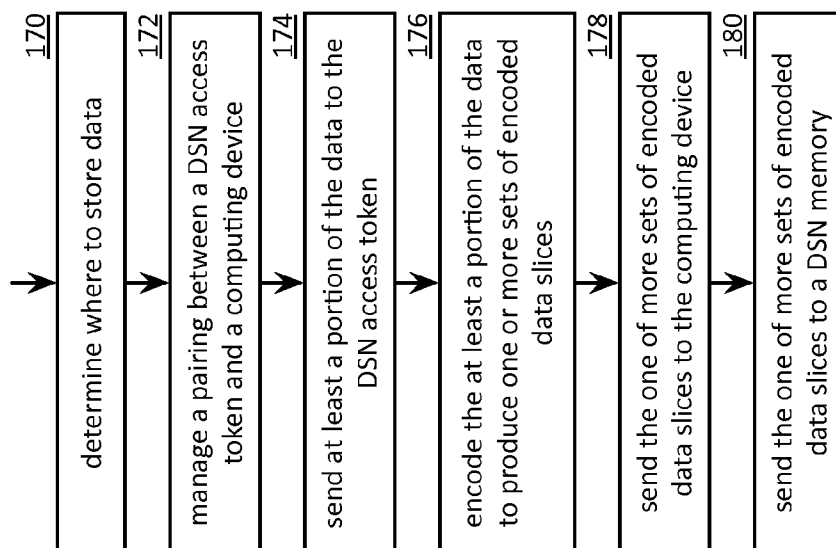 170
determine where to store data
172
manage a pairing between a DSN access
token and a computing device
174
send at least a portion of the data to the
DSN access token
176
encode the at least a portion of the data
to produce one or more sets of encoded
data slices
178
send the one of more sets of encoded
data slices to the computing device
180
send the one of more sets of encoded
data slices to a DSN memory